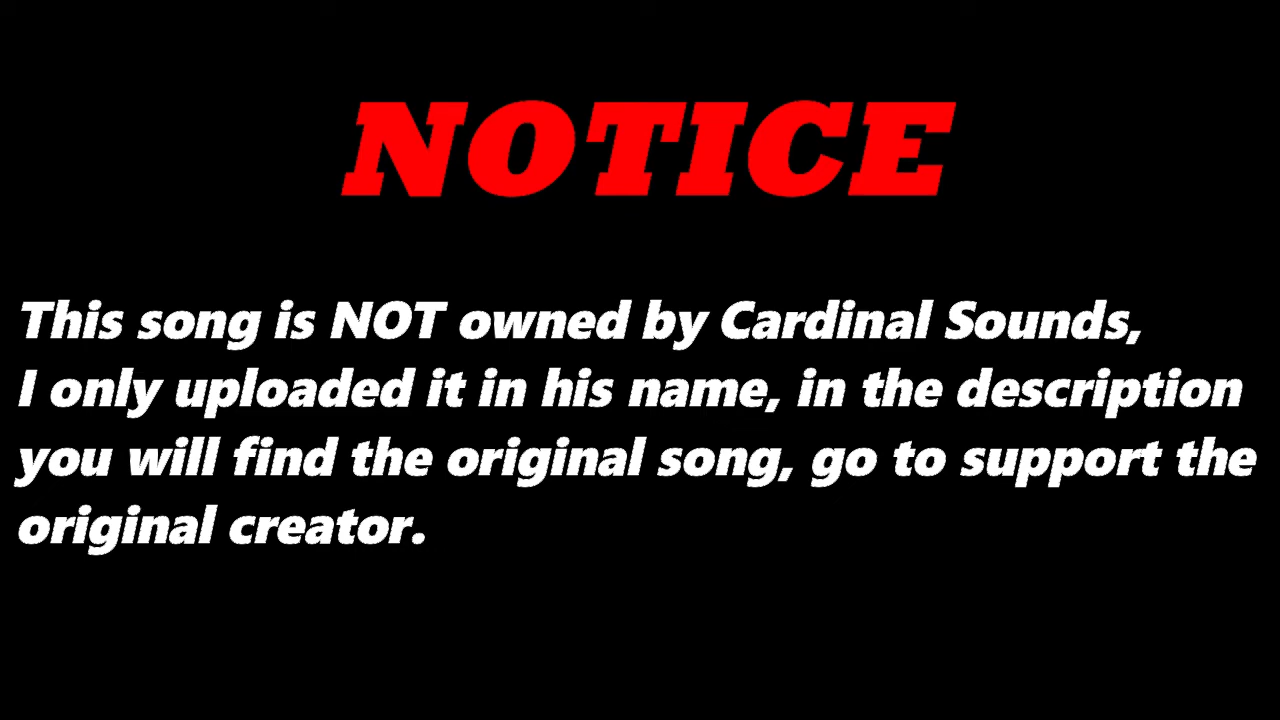 NOTICE
This song is NOT owned by Cardinal Sounds,
I only uploaded it in his name, in the description
you will find the original song, go to support the
original creator.